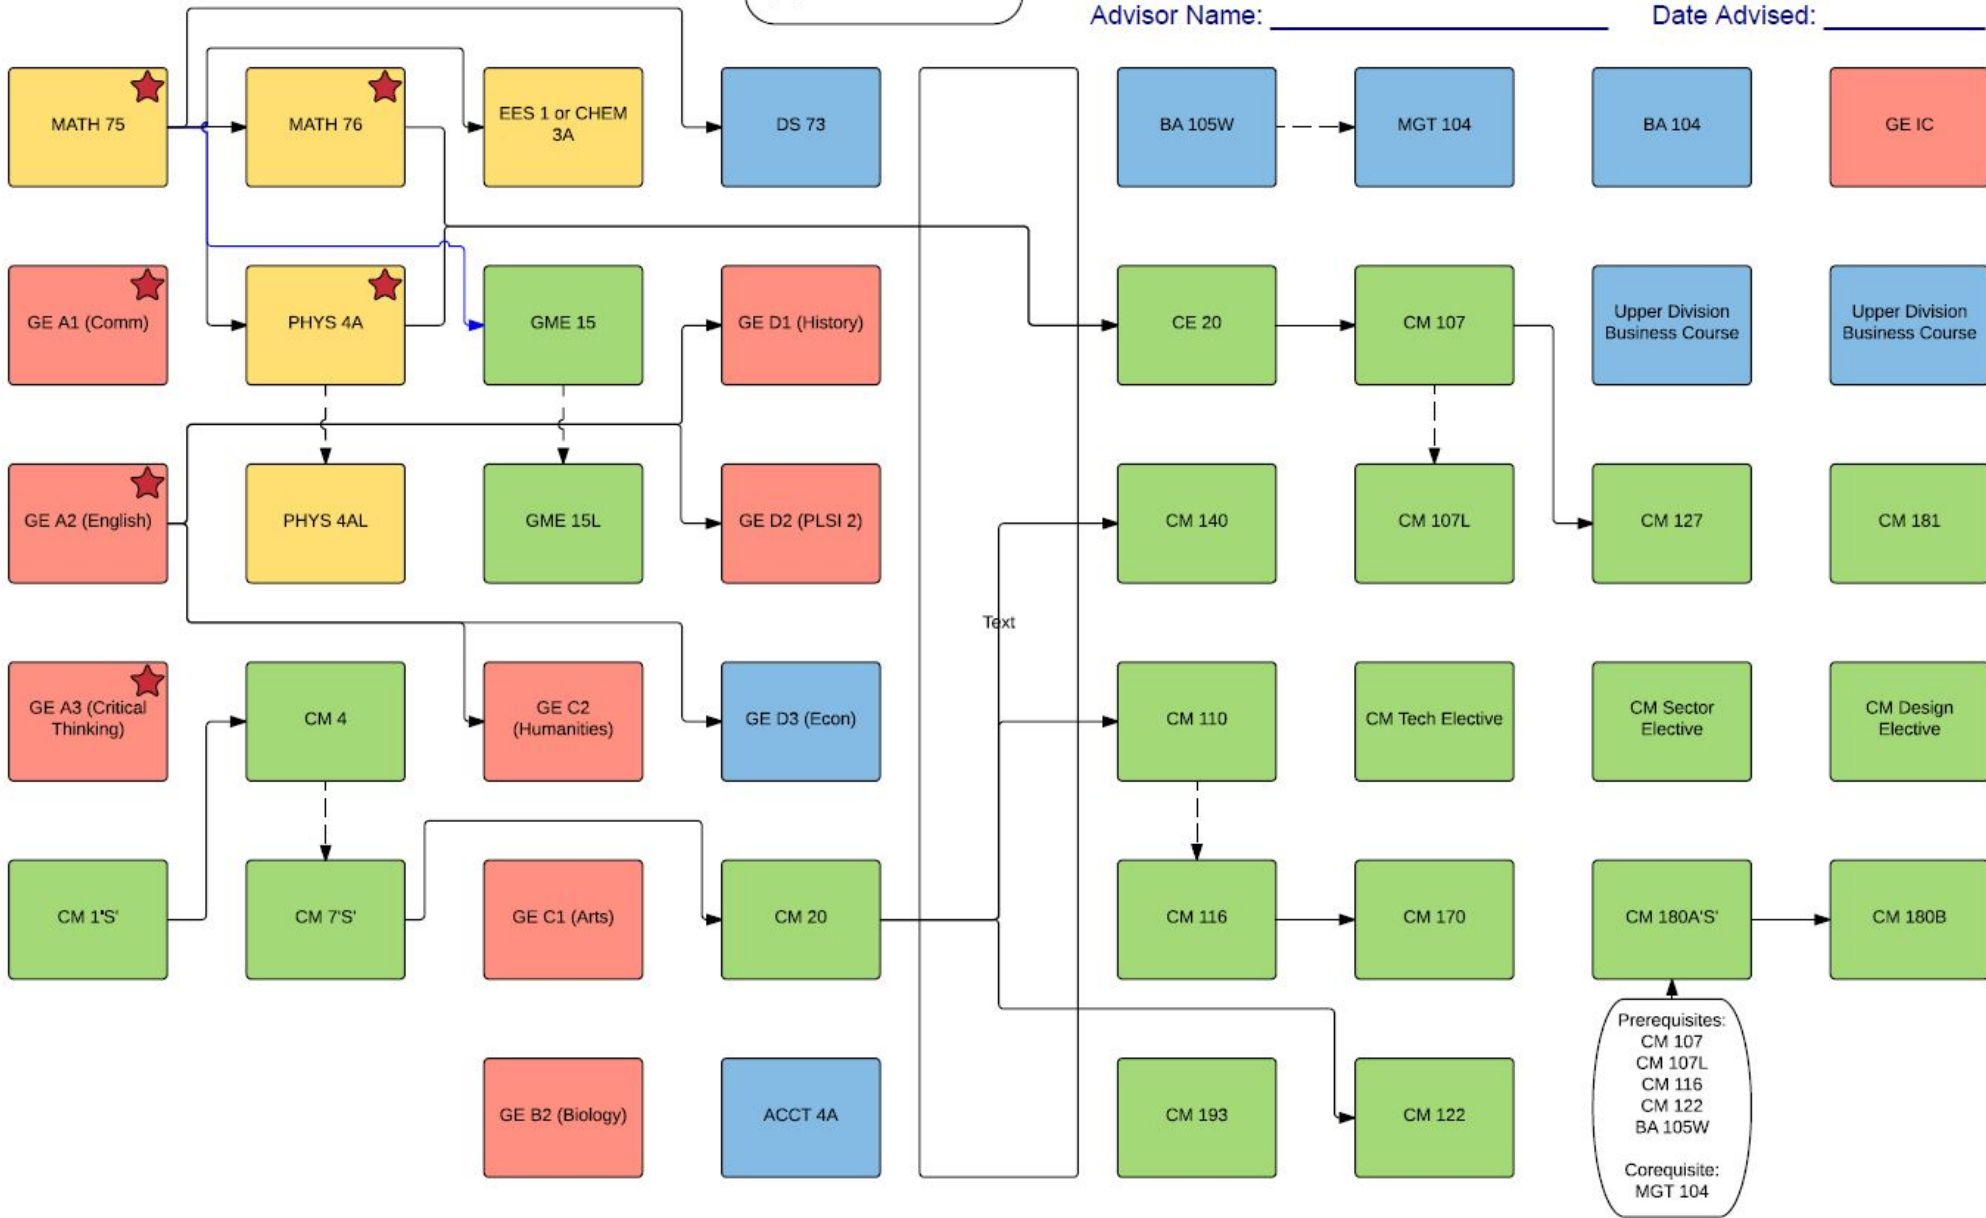 Advisor Name:
Date Advised:
MATH 75
MATH 76
EES 1 or CHEM
3A
DS 73
BA 105W
MGT 104
BA 104
GE IC
GE A1 (Comm)
PHYS 4A
GME 15
GE D1 (History)
CE 20
CM 107
Upper Division
Business Course
Upper Division
Business Course
GE A2 (English)
PHYS 4AL
GME 15L
GE D2 (PLSI 2)
CM 140
CM 107L
CM 127
CM 181
Text
GE A3 (Critical
Thinking)
CM 4
GE C2
(Humanities)
GE D3 (Econ)
CM 110
CM Tech Elective
CM Sector
Elective
CM Design
Elective
CM 1'S'
CM 7'S'
GE C1 (Arts)
CM 20
CM 116
CM 170
CM 180A'S'
CM 180B
GE B2 (Biology)
ACCT 4A
CM 193
CM 122
Prerequisites:
CM 107
CM 107L
CM 116
CM 122
BA 105W
Corequisite:
MGT 104